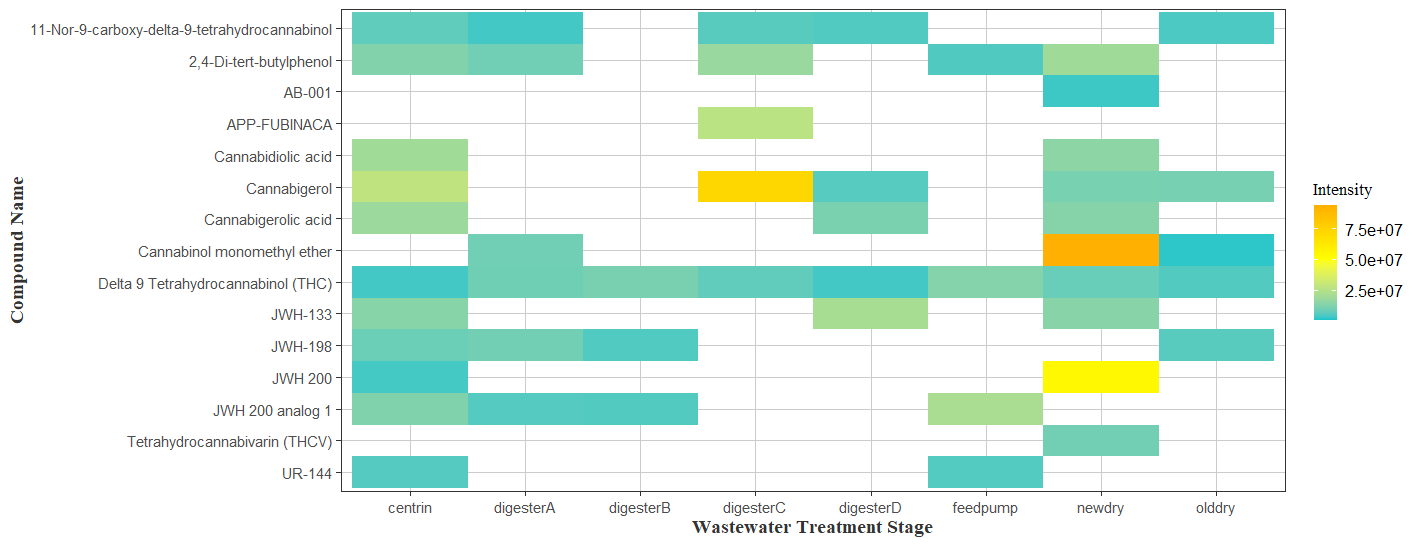 Compound Name
11-Nor-9-carboxy-delta-9-tetrahydrocannabinol
2,4-Di-tert-butylphenol
AB-001
APP-FUBINACA
Cannabidiolic acid
Cannabigerol
Cannabigerolic acid
Cannabinol monomethyl ether
Delta 9 Tetrahydrocannabinol (THC)
JWH-133
JWH-198
JWH 200
JWH 200 analog 1
Tetrahydrocannabivarin (THCV)
UR-144
centrin digesterA digesterB digesterC digesterD feedpump newdry olddry
Wastewater Treatment Stage
Intensity
7.5e+07
5.0e+07
2.5e+07